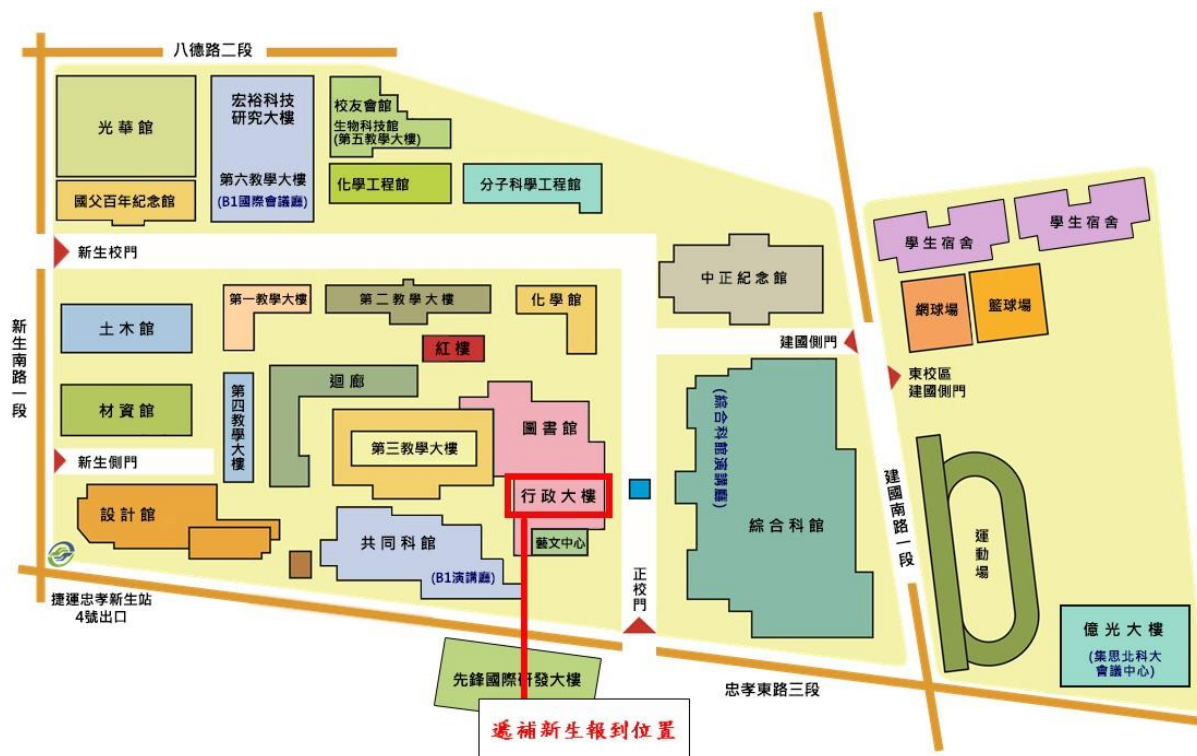 八德路二段
光華館
宏裕科技
研究大樓
第六教學大樓
(B1國際會議廳)
校友會館
生物科技館
(第五教學大樓)
國父百年紀念館
化學工程館
分子科學工程館
新生校門
中正紀念館
學生宿舍
學生宿舍
網球場
籃球場
第一教學大樓
第二教學大樓
化學館
土木館
紅樓
建國側門
新生南路一段
迴廊
東校區
建國側門
材資館
第四教學大樓
第三教學大樓
圖書館
(綜合科館演講廳)
新生側門
行政大樓
綜合科館
建國南路一段
運動場
設計館
共同科館
(B1演講廳)
藝文中心
正校門
捷運忠孝新生站
4號出口
億光大樓
(集思北科大
會議中心)
先鋒國際研發大樓
忠孝東路三段
遞補新生報到位置